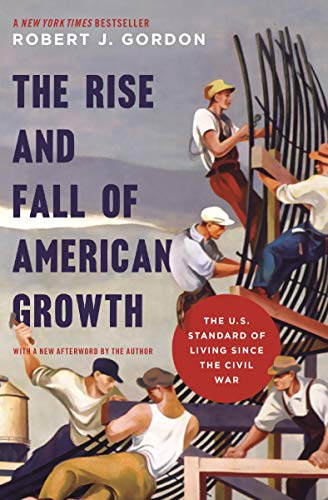 A NEW YORK TIMES BESTSELLER
ROBERT J. GORDON
THE RISE
AND
FALL OF
AMERICAN
GROWTH
WITH A NEW AFTERWORD BY THE AUTHOR
THE U.S.
STANDARD OF
LIVING SINCE
THE CIVIL
WAR